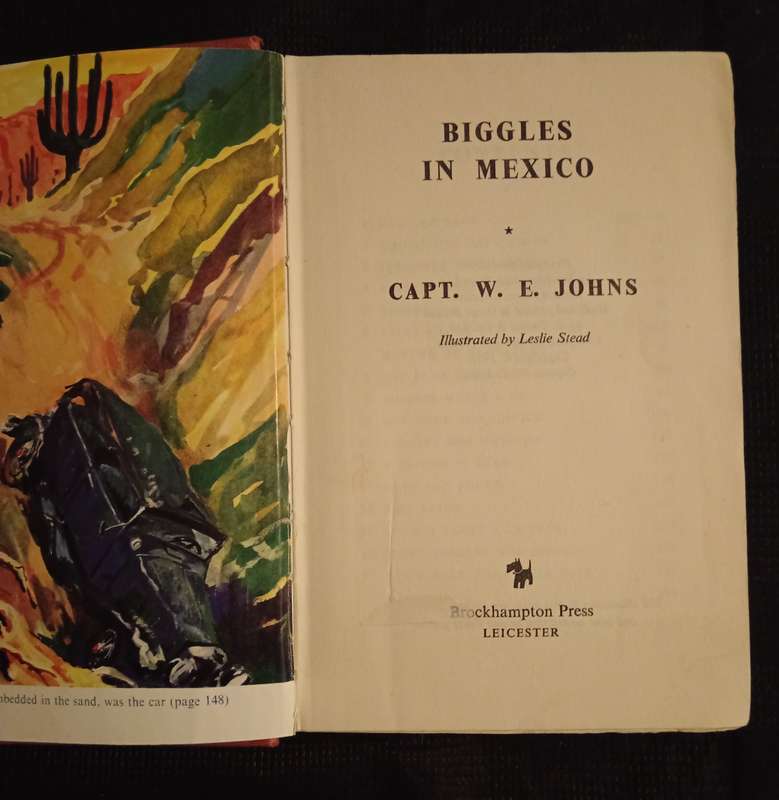 BIGGLES
IN MEXICO
CAPT. W. E. JOHNS
Illustrated by Leslie Stead
Brockhampton Press
LEICESTER
in the sand, was the car (page 148)